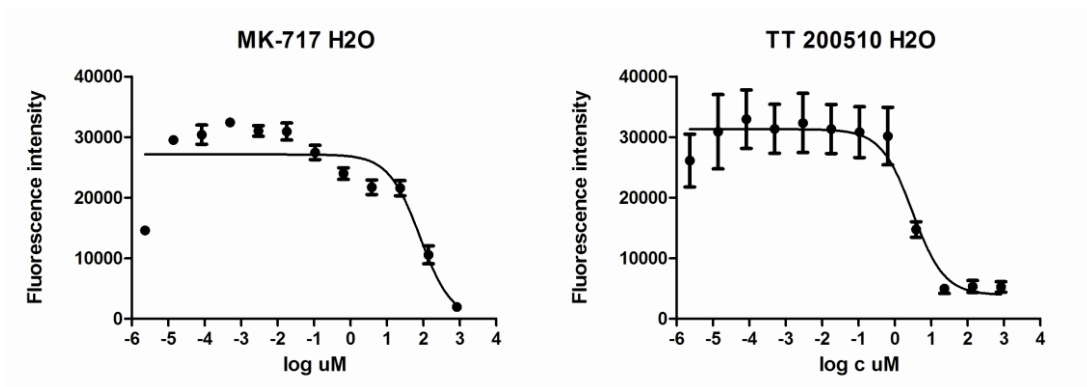 MK-717 H2O
Fluorescence intensity
40000
30000
20000
10000
0
-6 -5 -4 -3 -2 -1 0 1 2 3 4
log uM
TT 200510 H2O
Fluorescence intensity
40000
30000
20000
10000
0
-6 -5 -4 -3 -2 -1 0 1 2 3 4
log c uM